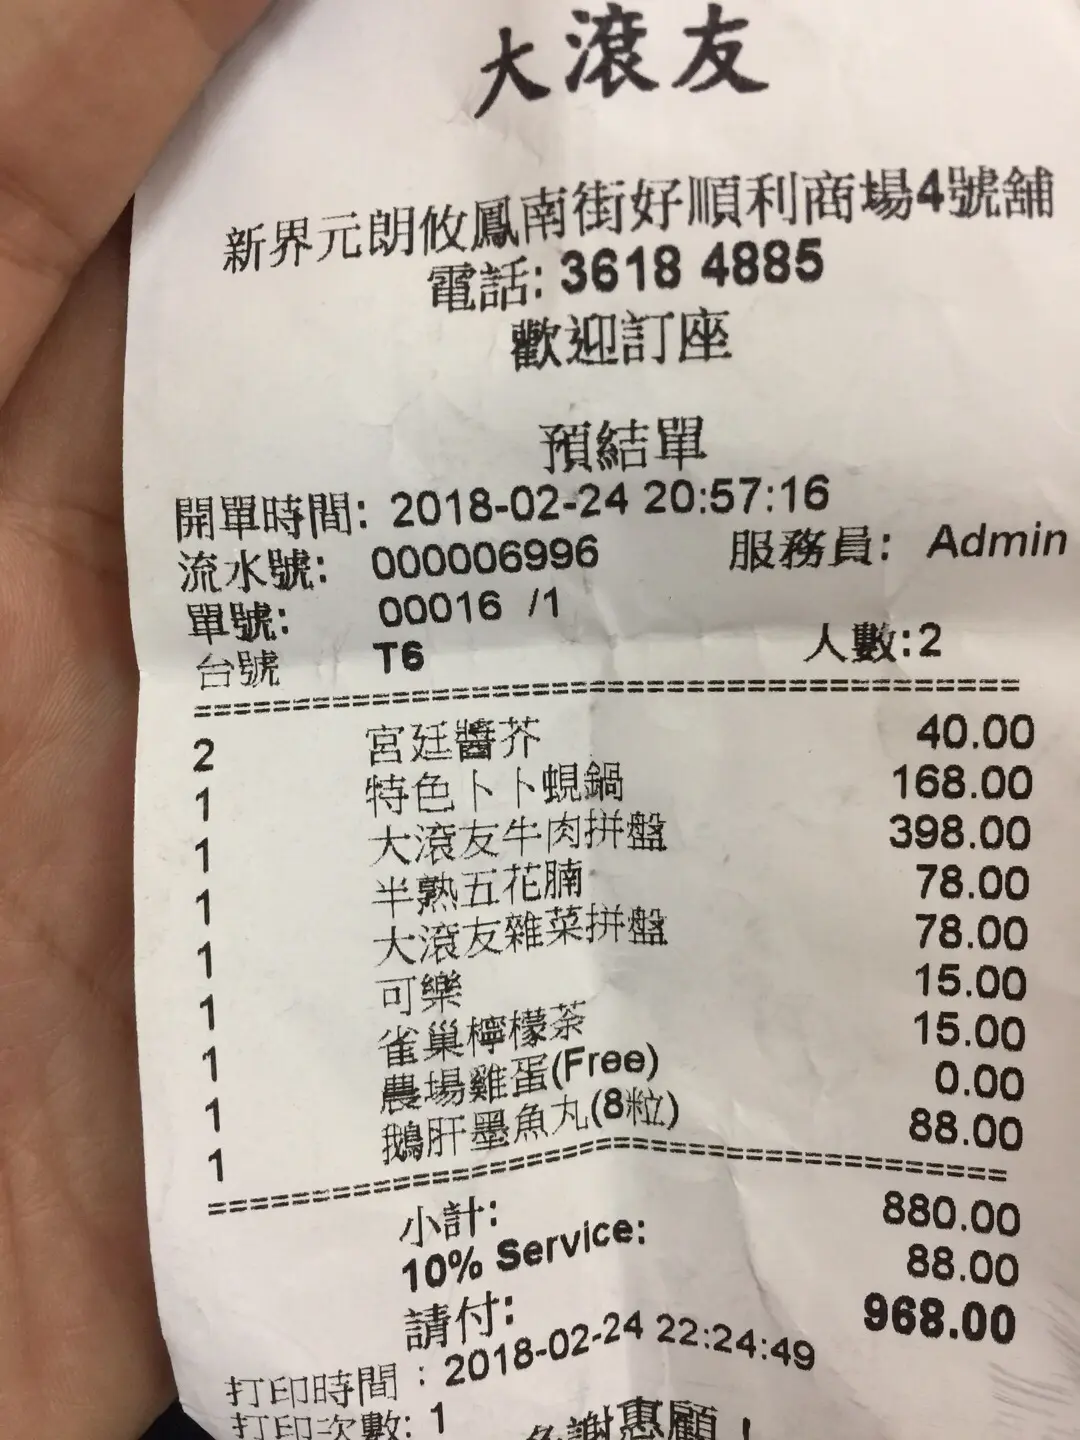 大滾友
新界元朗攸鳳南街好順利商場4號舖
電話: 3618 4885
歡迎訂座
預結單
開單時間: 2018-02-24 20:57:16
流水號: 000006996 服務員: Admin
單號: 00016 /1
台號 T6 人數:2
2 宮廷醬芥 40.00
1 特色卜卜蜆鍋 168.00
1 大滾友牛肉拼盤 398.00
1 半熟五花腩 78.00
1 大滾友雜菜拼盤 78.00
1 可樂 15.00
1 雀巢檸檬茶 15.00
1 農場雞蛋(Free) 0.00
1 鵝肝墨魚丸(8粒) 88.00
小計: 880.00
10% Service: 88.00
請付: 968.00
打印時間 : 2018-02-24 22:24:49
打印次數: 1
多謝惠顧!